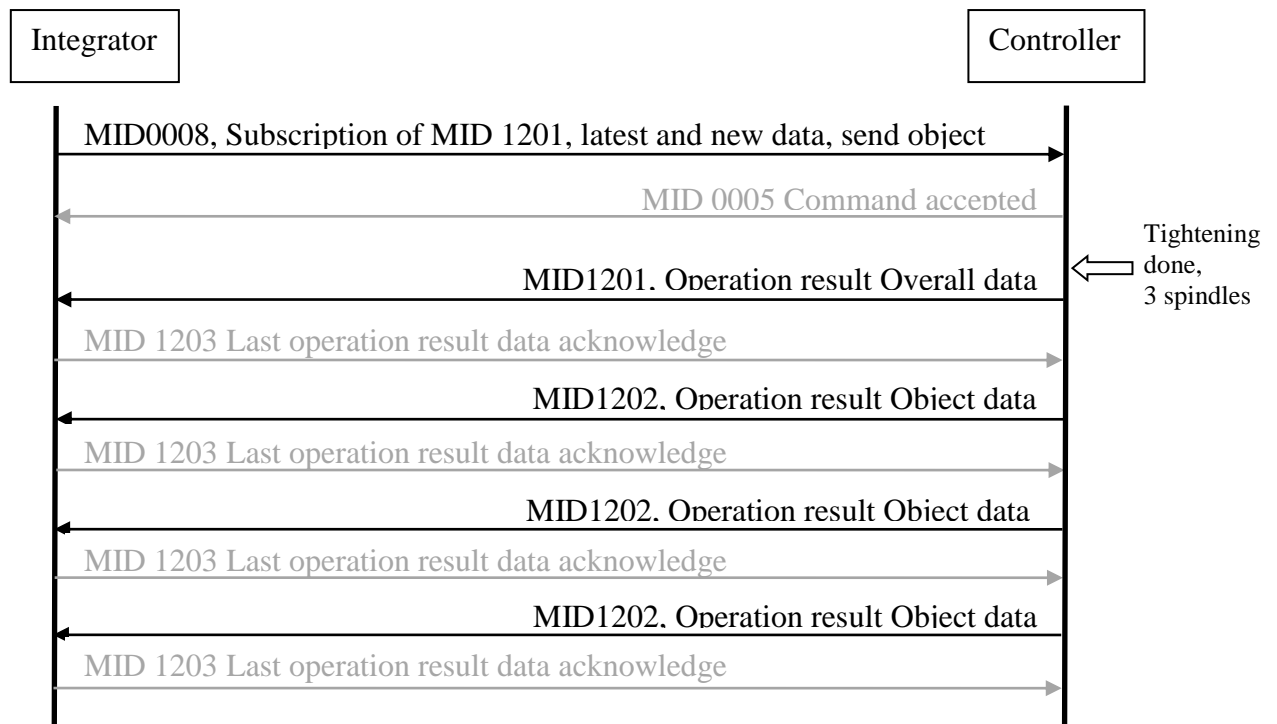 Integrator
Controller
MID0008, Subscription of MID 1201, latest and new data, send object
MID 0005 Command accepted
Tightening
done,
3 spindles
MID1201, Operation result Overall data
MID 1203 Last operation result data acknowledge
MID1202, Operation result Object data
MID 1203 Last operation result data acknowledge
MID1202, Operation result Object data
MID 1203 Last operation result data acknowledge
MID1202, Operation result Object data
MID 1203 Last operation result data acknowledge